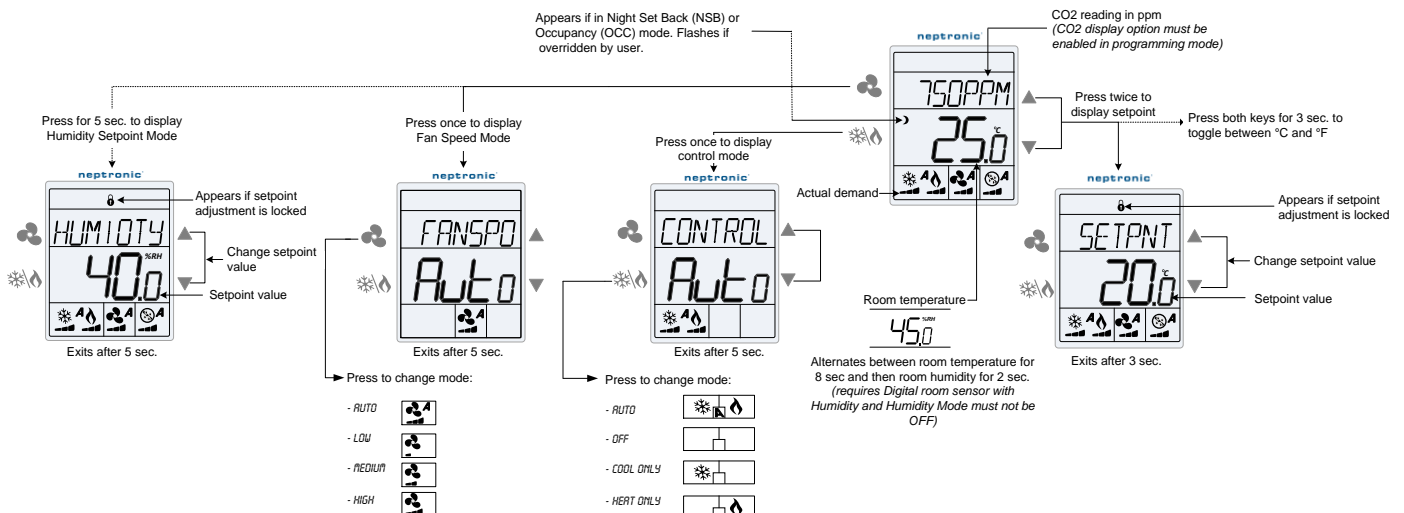 Appears if in Night Set Back (NSB) or
Occupancy (OCC) mode. Flashes if
overridden by user.
CO2 reading in ppm
(CO2 display option must be
enabled in programming mode)
neptronic
750PPM
25.0 °C
A A A
Actual demand
Press twice to
display setpoint
Press both keys for 3 sec. to
toggle between °C and °F
Press for 5 sec. to display
Humidity Setpoint Mode
neptronic
HUMIDTY
40.0 %RH
A A A
Appears if setpoint
adjustment is locked
Change setpoint
value
Setpoint value
Exits after 5 sec.
Press once to display
Fan Speed Mode
neptronic
FANSPD
Auto
A
Exits after 5 sec.
Press to change mode:
- AUTO
A
- LOW
- MEDIUM
- HIGH
Press once to display
control mode
neptronic
CONTROL
Auto
A
Exits after 5 sec.
Press to change mode:
- AUTO
A
- OFF
- COOL ONLY
- HEAT ONLY
Room temperature
45.0 %RH
Alternates between room temperature for
8 sec and then room humidity for 2 sec.
(requires Digital room sensor with
Humidity and Humidity Mode must not be
OFF)
neptronic
SETPNT
20.0 °C
A A A
Appears if setpoint
adjustment is locked
Change setpoint value
Setpoint value
Exits after 3 sec.